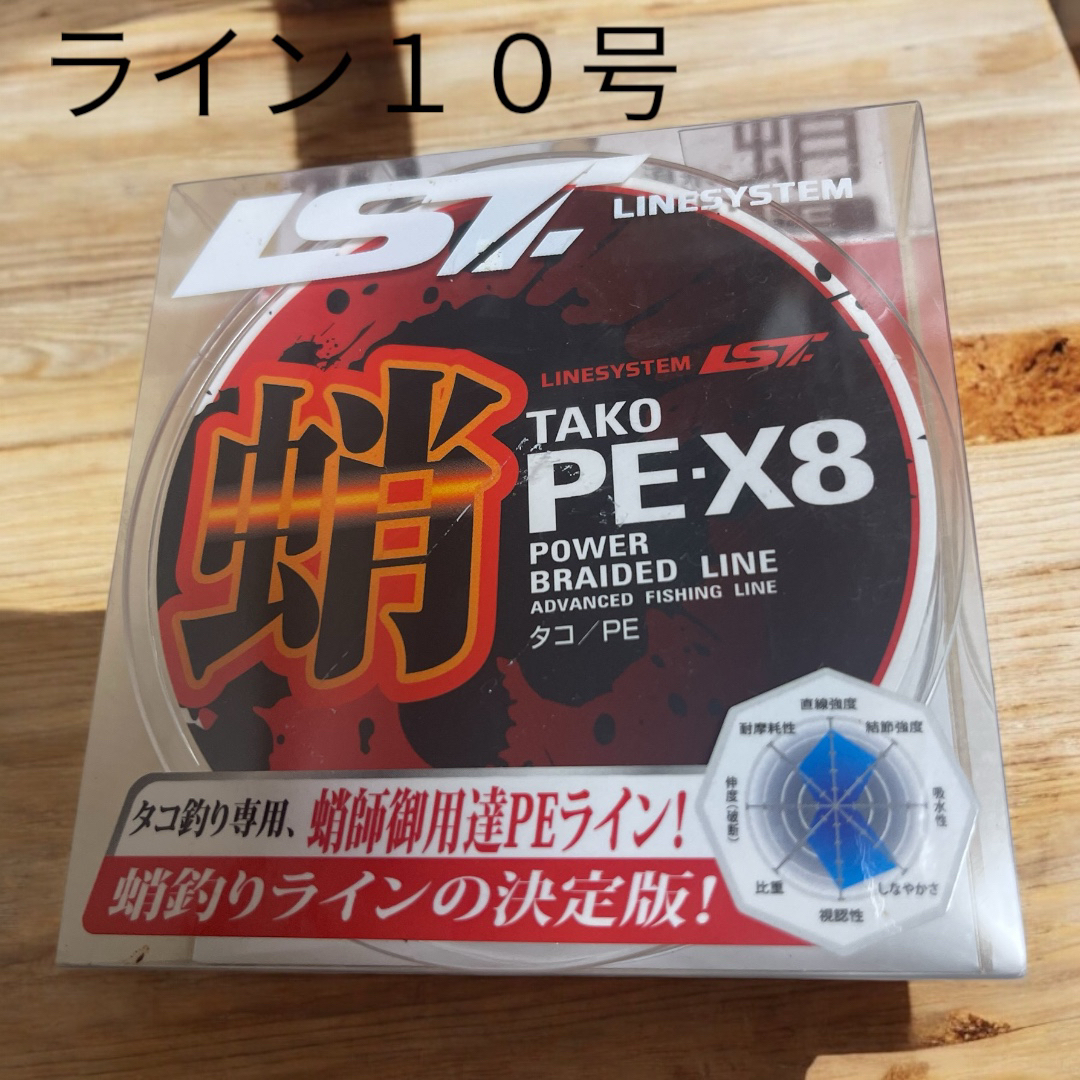 ライン１０号
LST.
LINESYSTEM
LINESYSTEM LST.
蛸
TAKO
PE・X8
POWER
BRAIDED LINE
ADVANCED FISHING LINE
タコ／PE
直線強度
耐摩耗性
結節強度
伸度（破断）
吸水性
比重
しなやかさ
視認性
タコ釣り専用、蛸師御用達PEライン！
蛸釣りラインの決定版！